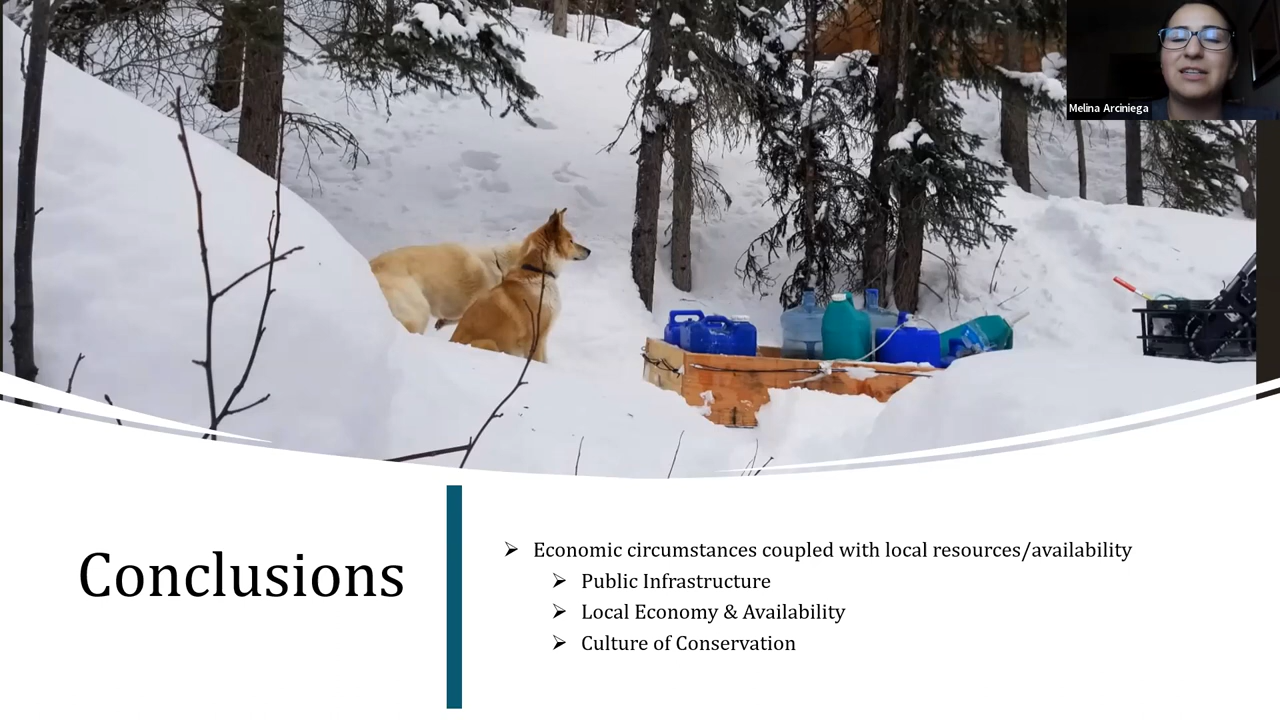 Melina Arciniega
Conclusions
Economic circumstances coupled with local resources/availability
Public Infrastructure
Local Economy & Availability
Culture of Conservation